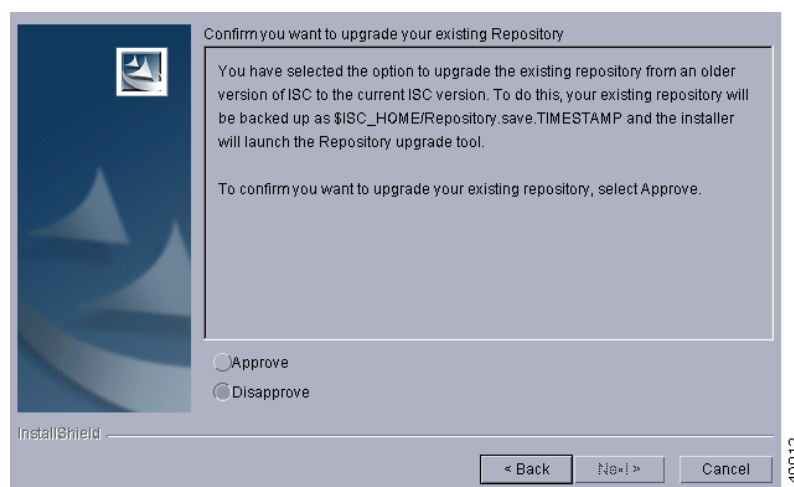 Confirm you want to upgrade your existing Repository
You have selected the option to upgrade the existing repository from an older
version of ISC to the current ISC version. To do this, your existing repository will
be backed up as $ISC_HOME/Repository.save.TIMESTAMP and the installer
will launch the Repository upgrade tool.
To confirm you want to upgrade your existing repository, select Approve.
Approve
Disapprove
InstallShield
< Back
Next >
Cancel